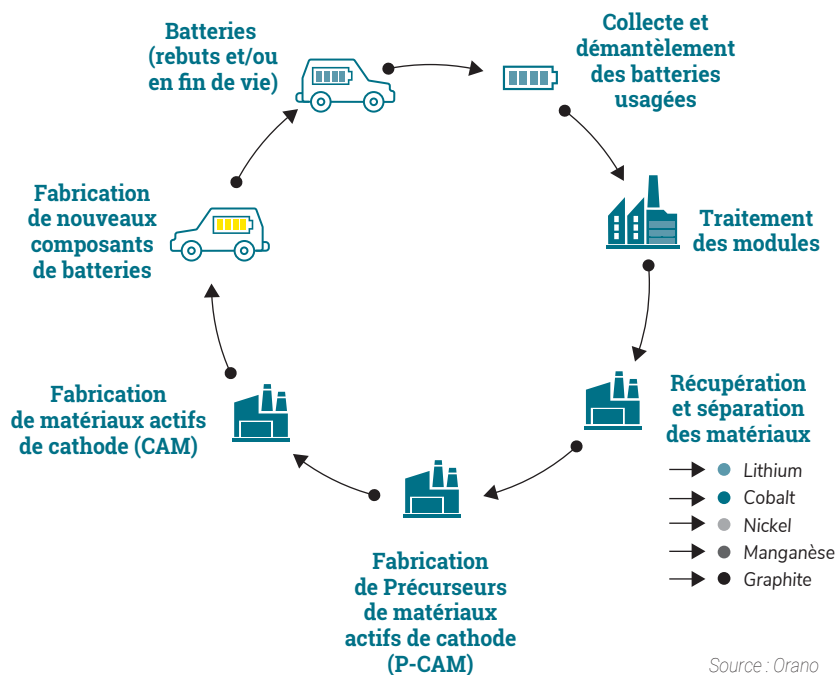 Batteries
(rebuts et/ou
en fin de vie)
Collecte et
démantèlement
des batteries
usagées
Traitement
des modules
Récupération
et séparation
des matériaux
Lithium
Cobalt
Nickel
Manganèse
Graphite
Fabrication
de Précurseurs
de matériaux
actifs de cathode
(P-CAM)
Fabrication
de matériaux actifs
de cathode (CAM)
Fabrication
de nouveaux
composants
de batteries
Source : Orano